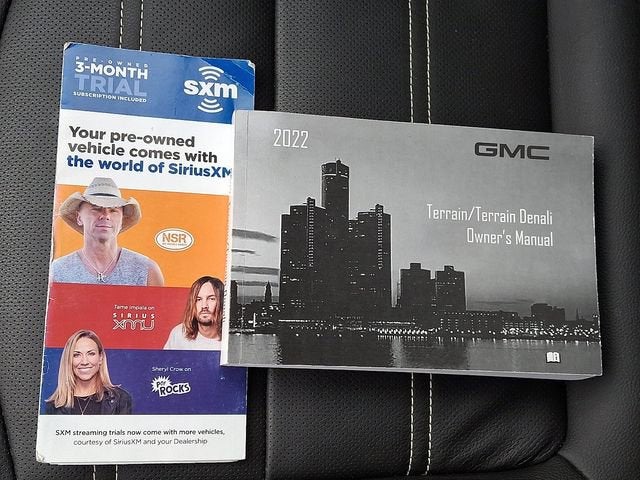 PRE-OWNED
3-MONTH
TRIAL
SUBSCRIPTION INCLUDED
sxm
Your pre-owned
vehicle comes with
the world of SiriusXM
NSR
Tame Impala on
SIRIUS
XMU
Sheryl Crow on
POP
ROCKS
SXM streaming trials now come with more vehicles,
courtesy of SiriusXM and your Dealership
2022
GMC
Terrain/Terrain Denali
Owner's Manual